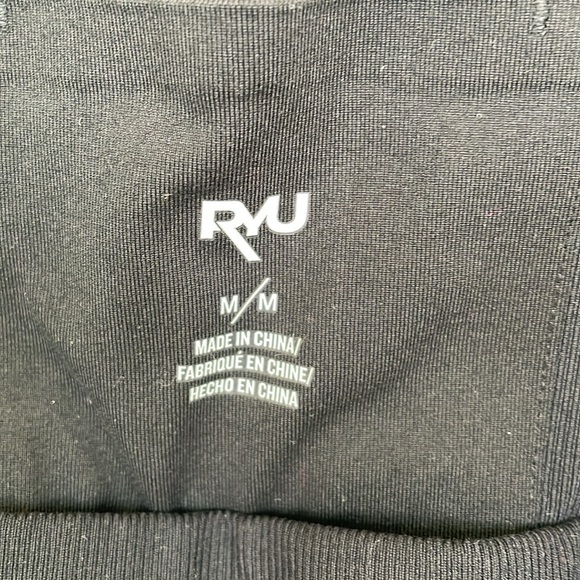 RYU
M/M
MADE IN CHINA/
FABRIQUÉ EN CHINE/
HECHO EN CHINA